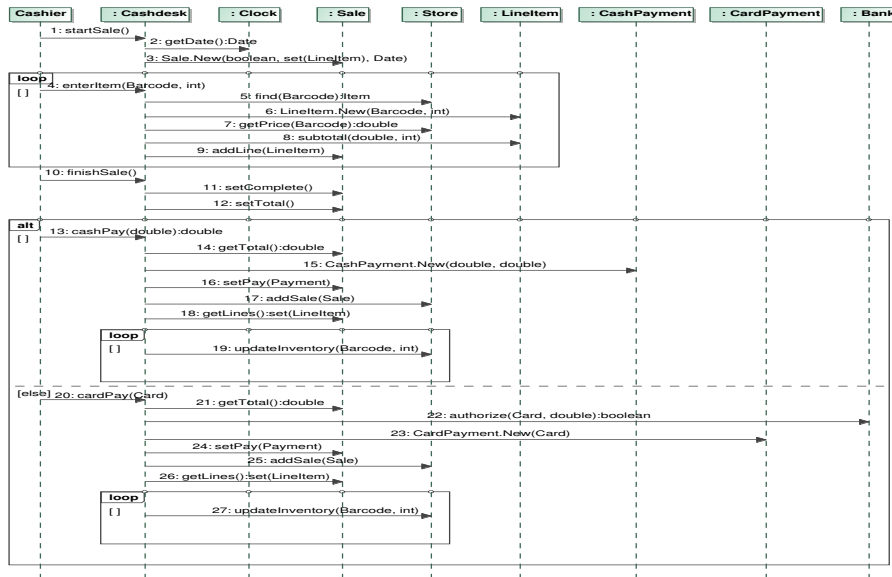 Cashier : Cashdesk : Clock : Sale : Store : LineItem : CashPayment : CardPayment : Bank
1: startSale()
2: getDate():Date
3: Sale.New(boolean, set(LineItem), Date)
loop
[ ]
4: enterItem(Barcode, int)
5: find(Barcode):Item
6: LineItem.New(Barcode, int)
7: getPrice(Barcode):double
8: subtotal(double, int)
9: addLine(LineItem)
10: finishSale()
11: setComplete()
12: setTotal()
alt
[ ]
13: cashPay(double):double
14: getTotal():double
15: CashPayment.New(double, double)
16: setPay(Payment)
17: addSale(Sale)
18: getLines():set(LineItem)
loop
[ ]
19: updateInventory(Barcode, int)
[else]
20: cardPay(Card)
21: getTotal():double
22: authorize(Card, double):boolean
23: CardPayment.New(Card)
24: setPay(Payment)
25: addSale(Sale)
26: getLines():set(LineItem)
loop
[ ]
27: updateInventory(Barcode, int)